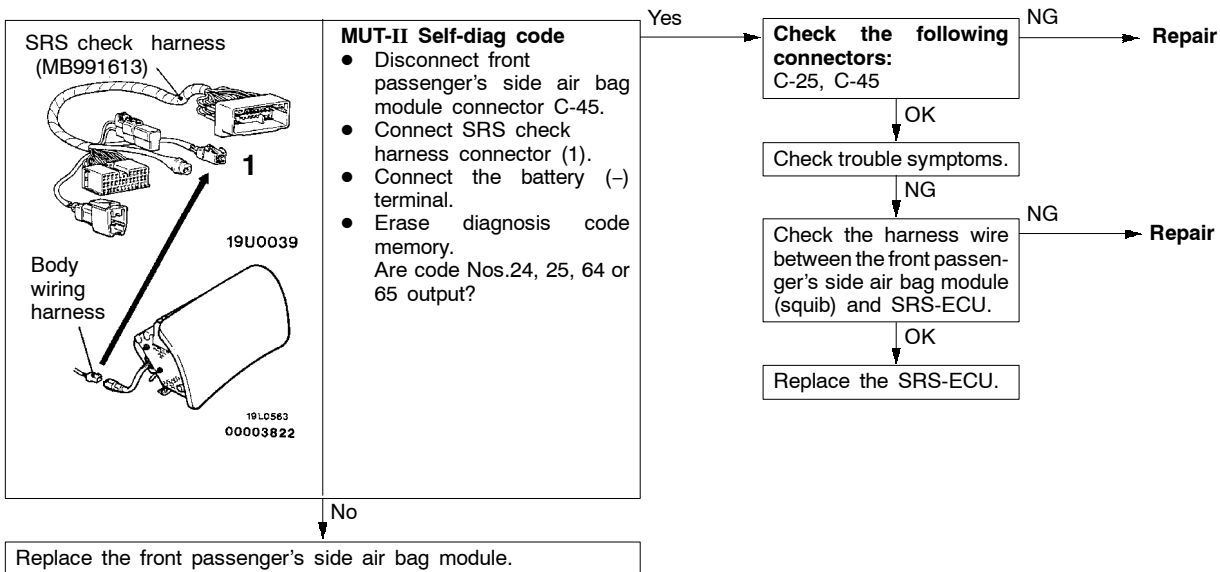 SRS check harness
(MB991613)
1
19U0039
Body
wiring
harness
19L0563
00003822
MUT-II Self-diag code
● Disconnect front
passenger's side air bag
module connector C-45.
● Connect SRS check
harness connector (1).
● Connect the battery (–)
terminal.
● Erase diagnosis code
memory.
Are code Nos.24, 25, 64 or
65 output?
Yes
Check the following
connectors:
C-25, C-45
NG
Repair
OK
Check trouble symptoms.
NG
Check the harness wire
between the front passen-
ger's side air bag module
(squib) and SRS-ECU.
NG
Repair
OK
Replace the SRS-ECU.
No
Replace the front passenger's side air bag module.